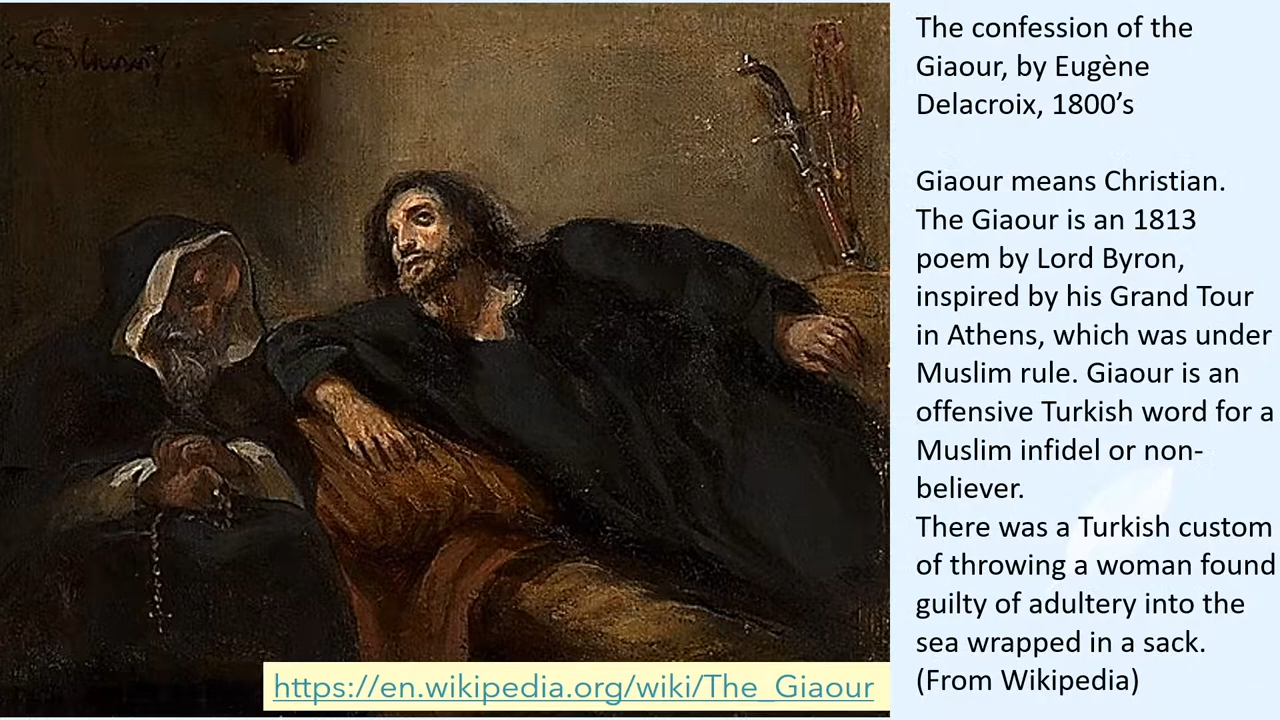 The confession of the
Giaour, by Eugène
Delacroix, 1800’s
Giaour means Christian.
The Giaour is an 1813
poem by Lord Byron,
inspired by his Grand Tour
in Athens, which was under
Muslim rule. Giaour is an
offensive Turkish word for a
Muslim infidel or non-
believer.
There was a Turkish custom
of throwing a woman found
guilty of adultery into the
sea wrapped in a sack.
(From Wikipedia)
https://en.wikipedia.org/wiki/The_Giaour